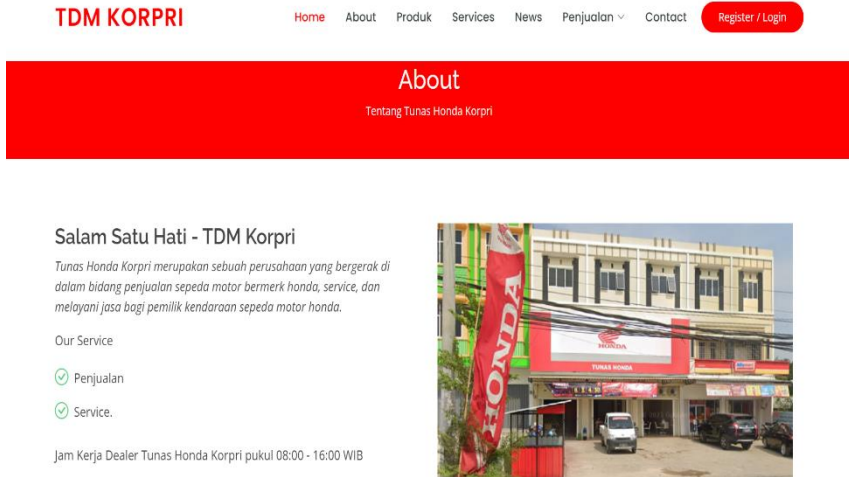 TDM KORPRI
Home About Produk Services News Penjualan Contact Register / Login
About
Tentang Tunas Honda Korpri
Salam Satu Hati - TDM Korpri
Tunas Honda Korpri merupakan sebuah perusahaan yang bergerak di
dalam bidang penjualan sepeda motor bermerk honda, service, dan
melayani jasa bagi pemilik kendaraan sepeda motor honda.
Our Service
Penjualan
Service.
Jam Kerja Dealer Tunas Honda Korpri pukul 08:00 - 16:00 WIB
HONDA
HONDA
TUNAS HONDA